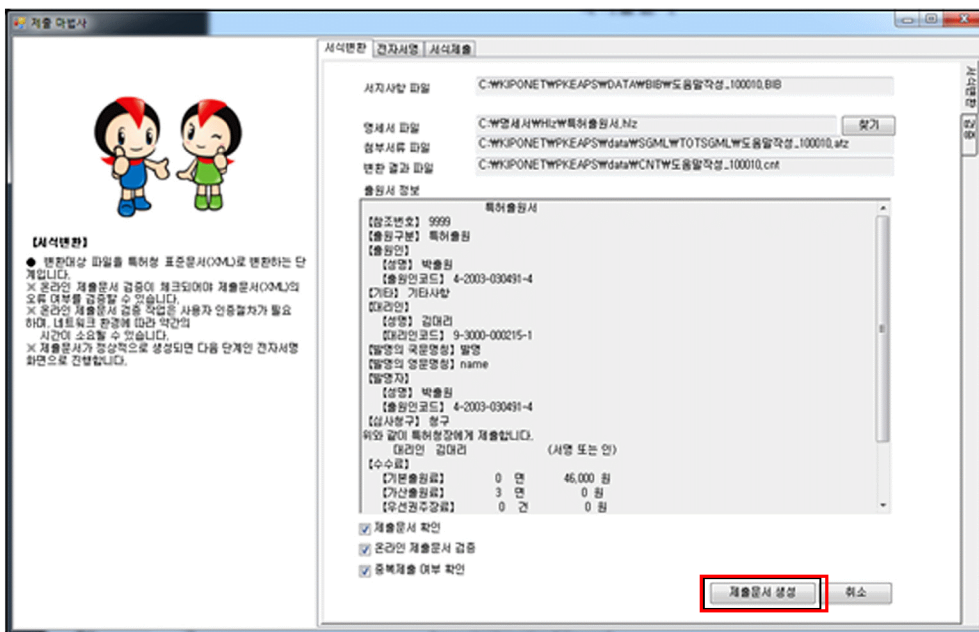 제출 마법사
서식변환
전자서명
서식제출
【서식변환】
● 변환대상 파일을 특허청 표준문서(XML)로 변환하는 단
계입니다.
※ 온라인 제출문서 검증이 체크되어야 제출문서(XML)의
오류 여부를 검증할 수 있습니다.
※ 온라인 제출문서 검증 작업은 사용자 인증절차가 필요
하며, 네트워크 환경에 따라 약간의
시간이 소요될 수 있습니다.
※ 제출문서가 정상적으로 생성되면 다음 단계인 전자서명
화면으로 진행합니다.
서지사항 파일 C:₩KIPONET₩PKEAPS₩DATA₩BIB₩도움말작성_100010.BIB
명세서 파일 C:₩명세서₩Hlz₩특허출원서.hlz 찾기
첨부서류 파일 C:₩KIPONET₩PKEAPS₩data₩SGML₩TOTSGML₩도움말작성_100010.atz
변환 결과 파일 C:₩KIPONET₩PKEAPS₩data₩CNT₩도움말작성_100010.cnt
출원서 정보
특허출원서
【참조번호】 9999
【출원구분】 특허출원
【출원인】
【성명】 박출원
【출원인코드】 4-2003-030491-4
【기타】 기타사항
【대리인】
【성명】 김대리
【대리인코드】 9-3000-000215-1
【발명의 국문명칭】 발명
【발명의 영문명칭】 name
【발명자】
【성명】 박출원
【출원인코드】 4-2003-030491-4
【심사청구】 청구
위와 같이 특허청장에게 제출합니다.
대리인 김대리 (서명 또는 인)
【수수료】
【기본출원료】 0 면 46,000 원
【가산출원료】 3 면 0 원
【우선권주장료】 0 건 0 원
제출문서 확인
온라인 제출문서 검증
중복제출 여부 확인
제출문서 생성
취소
서식변환
검증